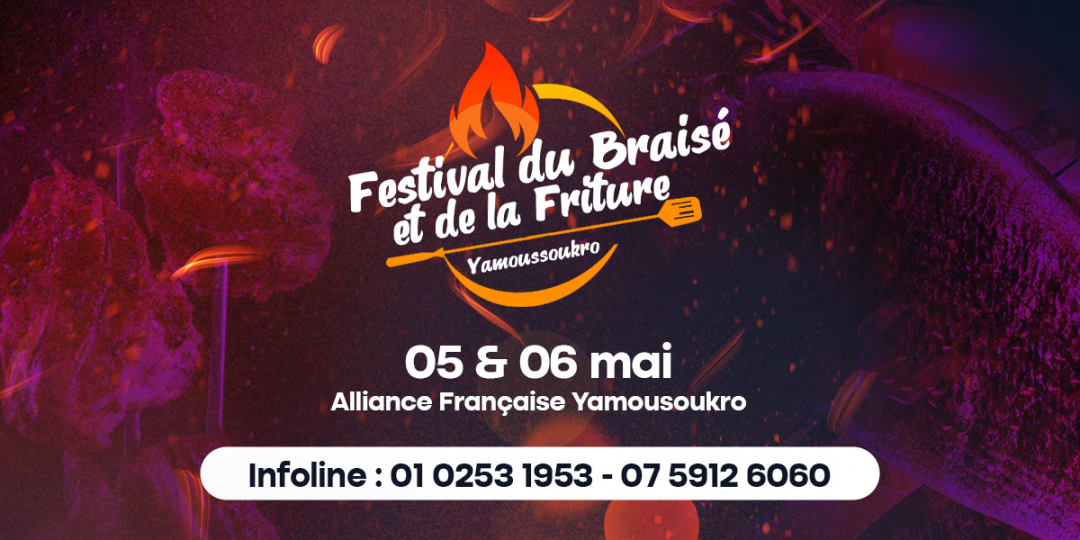 Festival du Braisé
et de la Friture
Yamoussoukro
05 & 06 mai
Alliance Française Yamousoukro
Infoline : 01 0253 1953 - 07 5912 6060